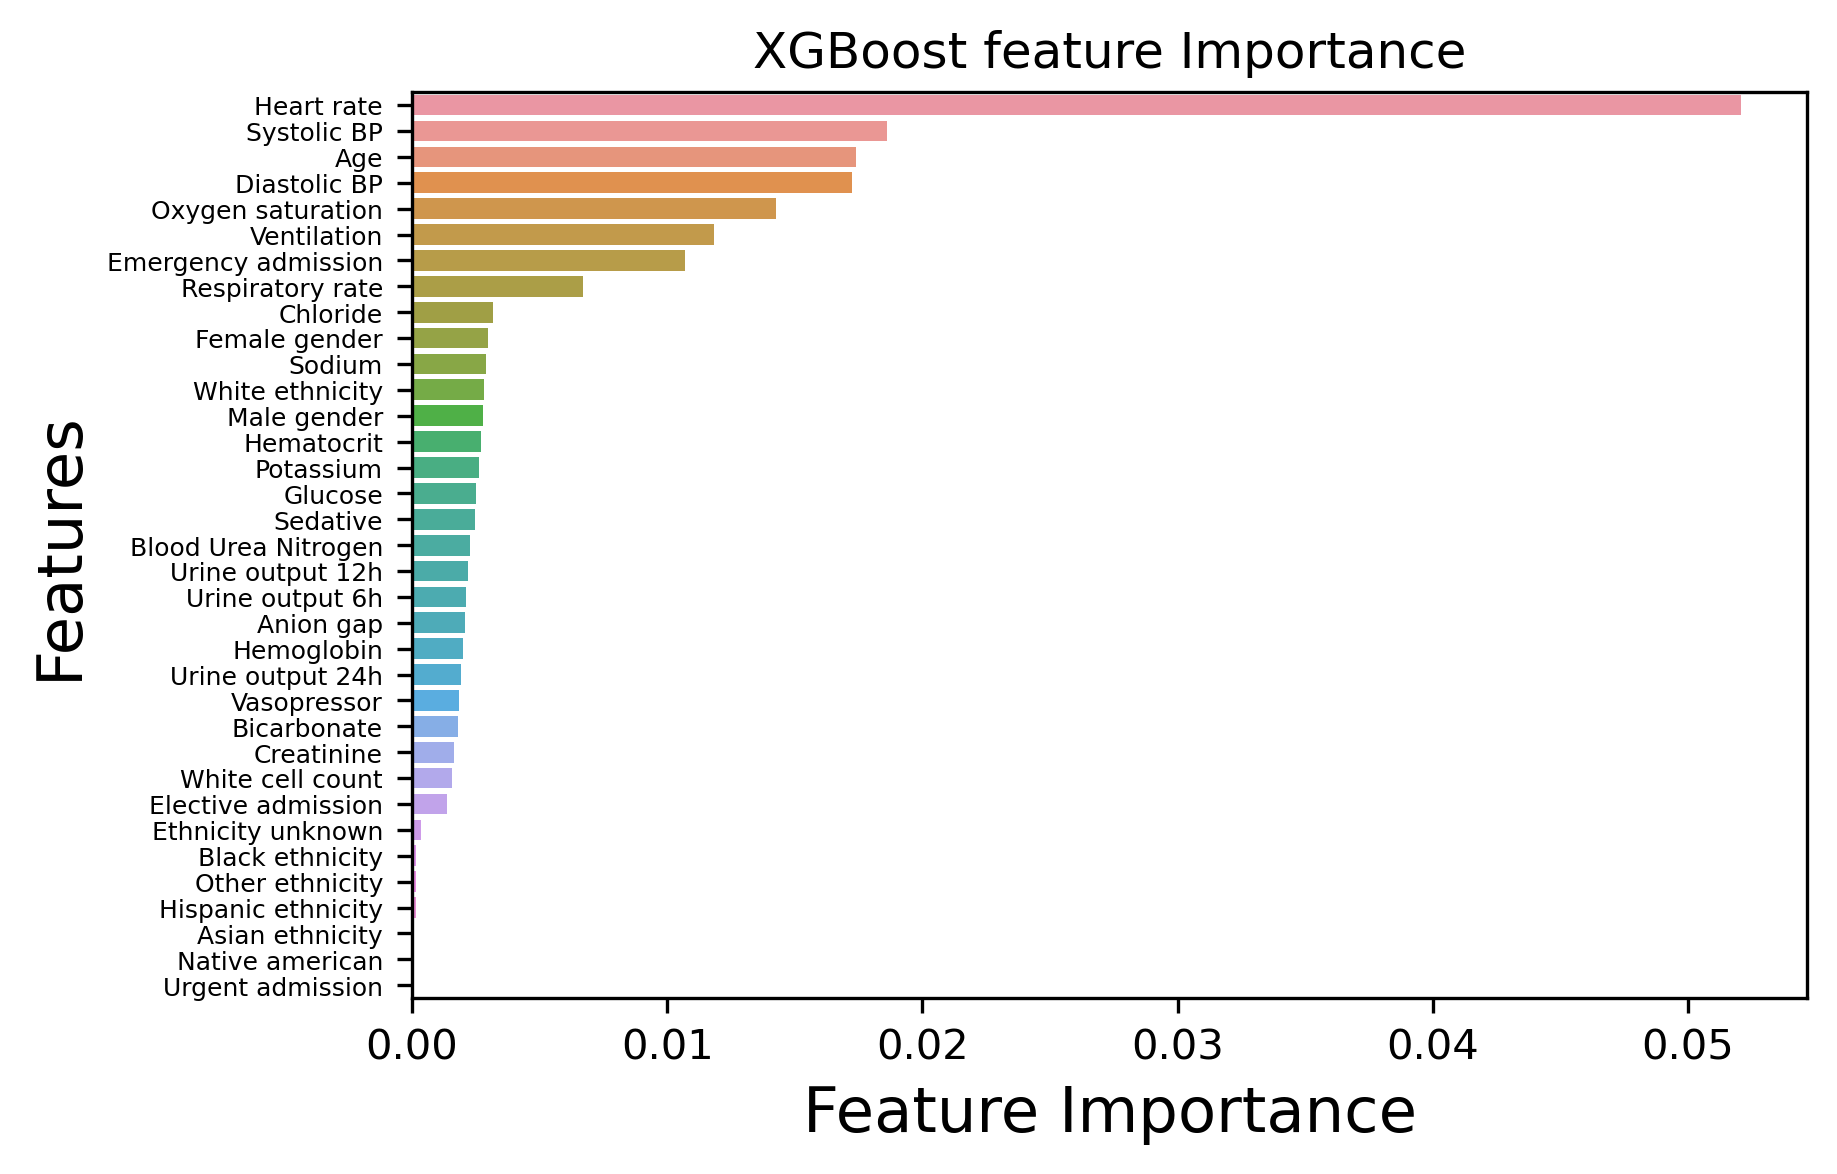 XGBoost feature Importance
Heart rate
Systolic BP
Age
Diastolic BP
Oxygen saturation
Ventilation
Emergency admission
Respiratory rate
Chloride
Female gender
Sodium
White ethnicity
Male gender
Hematocrit
Potassium
Glucose
Sedative
Blood Urea Nitrogen
Urine output 12h
Urine output 6h
Anion gap
Hemoglobin
Urine output 24h
Vasopressor
Bicarbonate
Creatinine
White cell count
Elective admission
Ethnicity unknown
Black ethnicity
Other ethnicity
Hispanic ethnicity
Asian ethnicity
Native american
Urgent admission
Features
0.00 0.01 0.02 0.03 0.04 0.05
Feature Importance